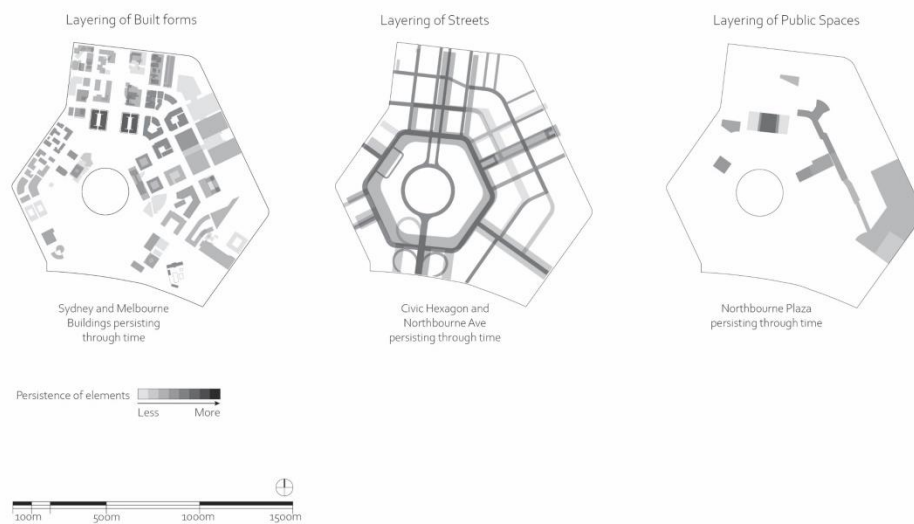 Layering of Built forms
Layering of Streets
Layering of Public Spaces
Sydney and Melbourne
Buildings persisting
through time
Civic Hexagon and
Northbourne Ave
persisting through time
Northbourne Plaza
persisting through time
Persistence of elements
Less More
100m 500m 1000m 1500m